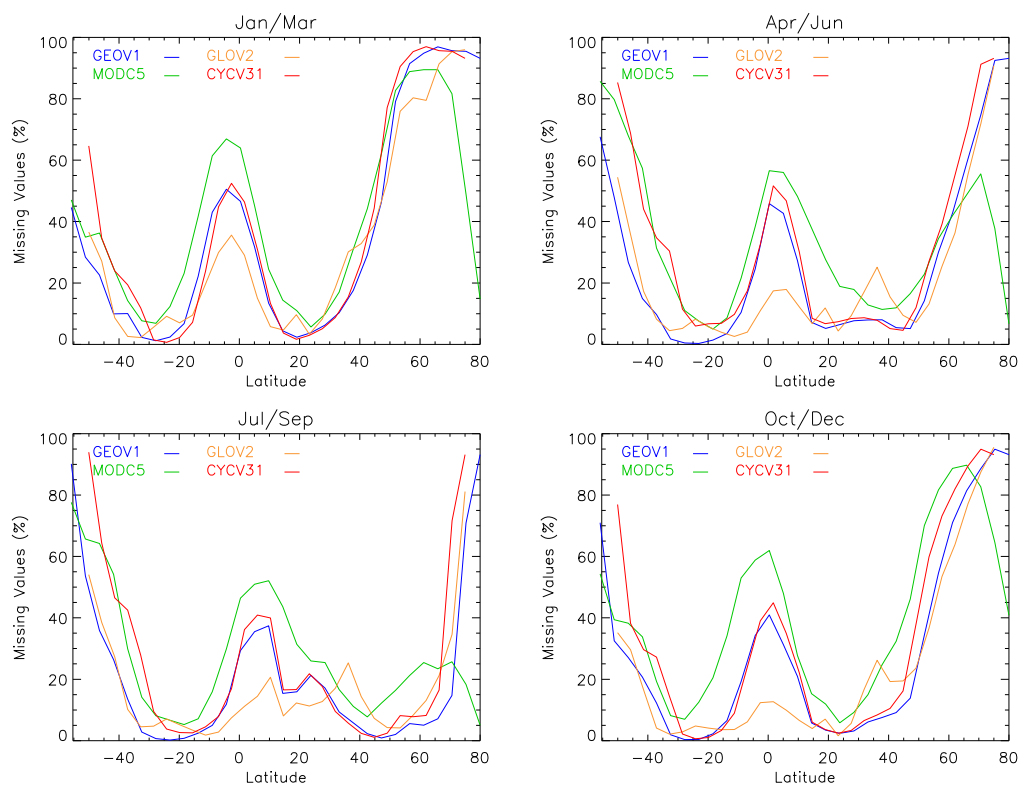 Jan/Mar
GEOV1 GLOV2
MODC5 CYCV31
100
80
60
40
20
0
Missing Values (%)
−40 −20 0 20 40 60 80
Latitude
Apr/Jun
GEOV1 GLOV2
MODC5 CYCV31
100
80
60
40
20
0
Missing Values (%)
−40 −20 0 20 40 60 80
Latitude
Jul/Sep
GEOV1 GLOV2
MODC5 CYCV31
100
80
60
40
20
0
Missing Values (%)
−40 −20 0 20 40 60 80
Latitude
Oct/Dec
GEOV1 GLOV2
MODC5 CYCV31
100
80
60
40
20
0
Missing Values (%)
−40 −20 0 20 40 60 80
Latitude